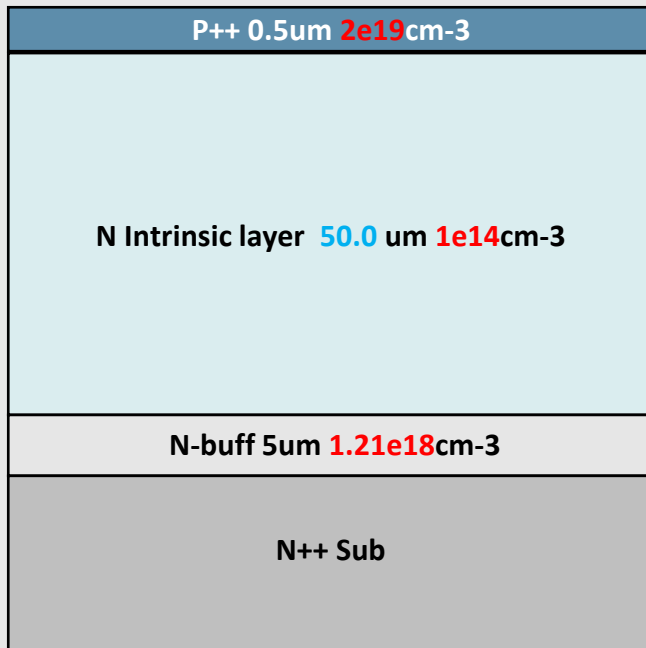 P++ 0.5um 2e19cm-3
N Intrinsic layer 50.0 um 1e14cm-3
N-buff 5um 1.21e18cm-3
N++ Sub